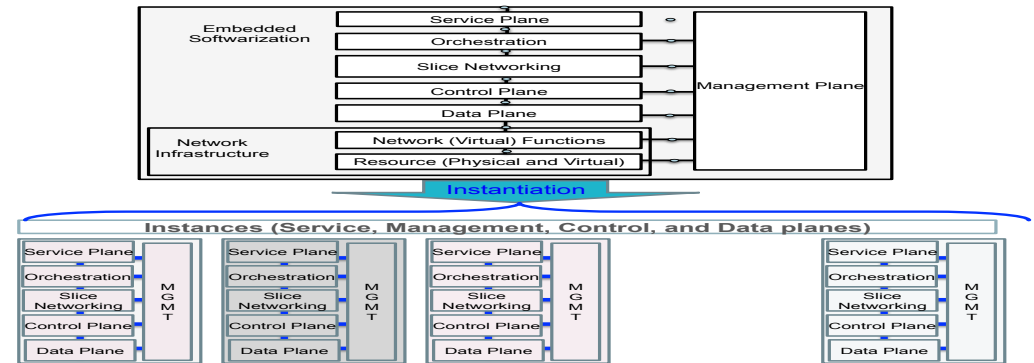 Embedded
Softwarization
Service Plane
Orchestration
Slice Networking
Control Plane
Data Plane
Management Plane
Network
Infrastructure
Network (Virtual) Functions
Resource (Physical and Virtual)
Instantiation
Instances (Service, Management, Control, and Data planes)
Service Plane
Orchestration
Slice
Networking
Control Plane
Data Plane
M
G
M
T
Service Plane
Orchestration
Slice
Networking
Control Plane
Data Plane
M
G
M
T
Service Plane
Orchestration
Slice
Networking
Control Plane
Data Plane
M
G
M
T
Service Plane
Orchestration
Slice
Networking
Control Plane
Data Plane
M
G
M
T